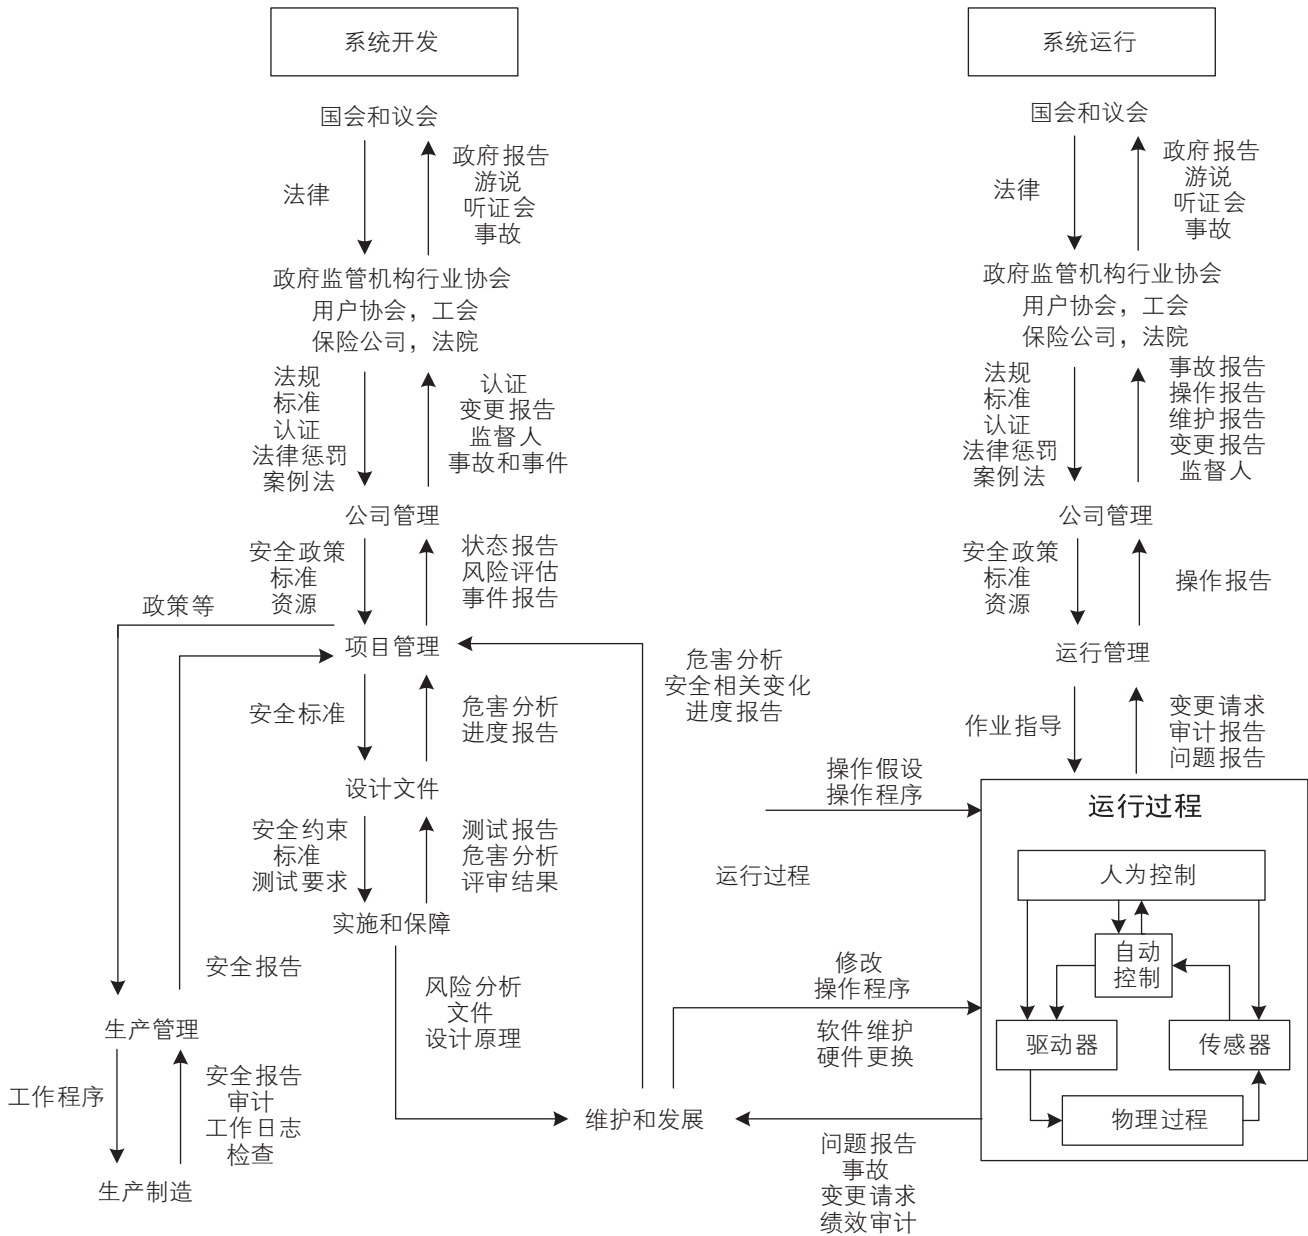 系统开发
国会和议会
法律
政府报告
游说
听证会
事故
政府监管机构行业协会
用户协会，工会
保险公司，法院
法规
标准
认证
法律惩罚
案例法
认证
变更报告
监督人
事故和事件
公司管理
安全政策
标准
资源
状态报告
风险评估
事件报告
政策等
项目管理
安全标准
危害分析
进度报告
设计文件
安全约束
标准
测试要求
测试报告
危害分析
评审结果
实施和保障
安全报告
风险分析
文件
设计原理
生产管理
工作程序
安全报告
审计
工作日志
检查
生产制造
维护和发展
危害分析
安全相关变化
进度报告
操作假设
操作程序
运行过程
修改
操作程序
软件维护
硬件更换
问题报告
事故
变更请求
绩效审计
系统运行
国会和议会
法律
政府报告
游说
听证会
事故
政府监管机构行业协会
用户协会，工会
保险公司，法院
法规
标准
认证
法律惩罚
案例法
事故报告
操作报告
维护报告
变更报告
监督人
公司管理
安全政策
标准
资源
操作报告
运行管理
作业指导
变更请求
审计报告
问题报告
运行过程
人为控制
自动
控制
驱动器
传感器
物理过程